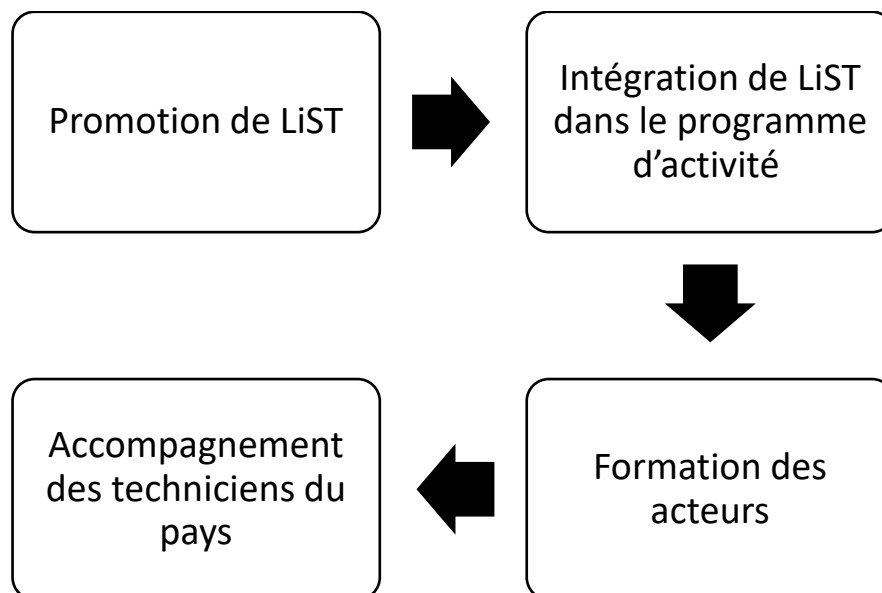 Promotion de LiST
Intégration de LiST
dans le programme
d’activité
Formation des
acteurs
Accompagnement
des techniciens du
pays